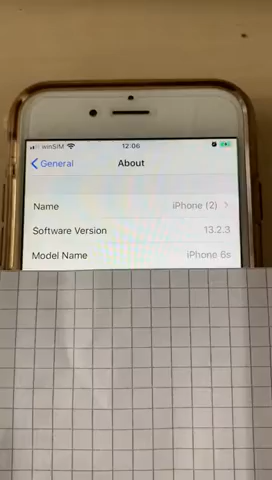 winSIM 12:06
General About
Name iPhone (2)
Software Version 13.2.3
Model Name iPhone 6s